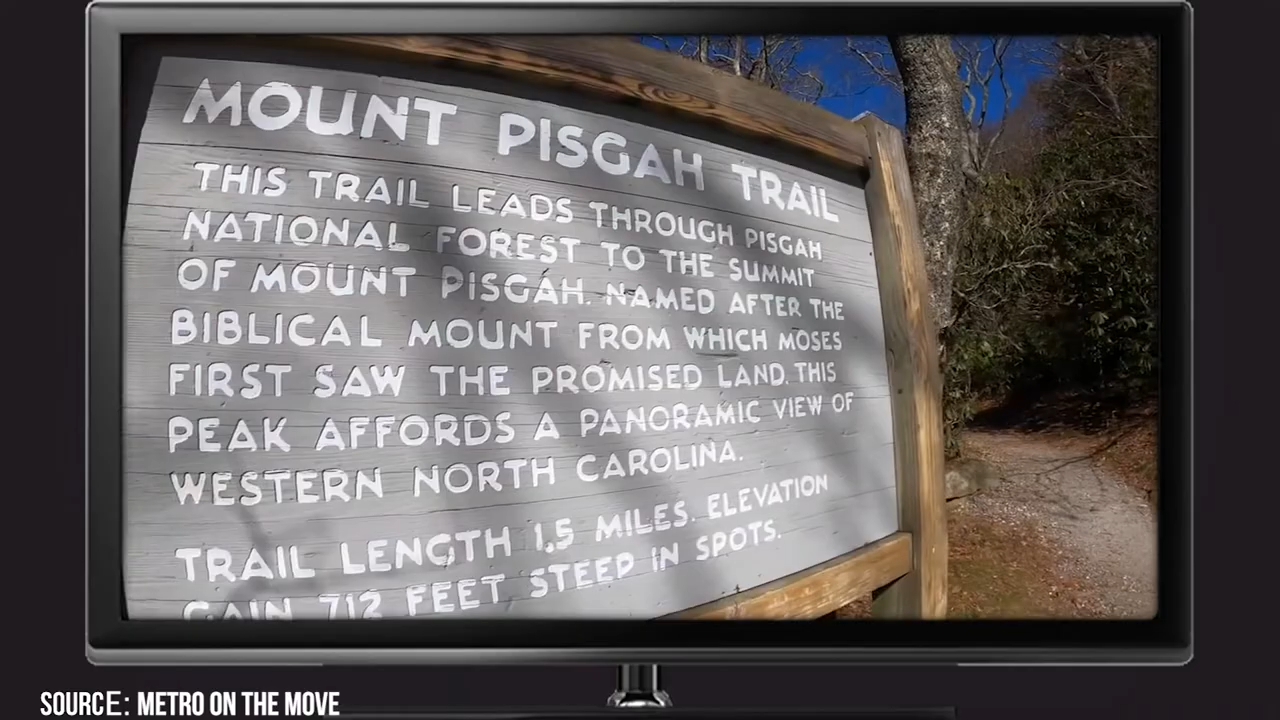 MOUNT PISGAH TRAIL
THIS TRAIL LEADS THROUGH PISGAH
NATIONAL FOREST TO THE SUMMIT
OF MOUNT PISGAH. NAMED AFTER THE
BIBLICAL MOUNT FROM WHICH MOSES
FIRST SAW THE PROMISED LAND. THIS
PEAK AFFORDS A PANORAMIC VIEW OF
WESTERN NORTH CAROLINA.
TRAIL LENGTH 1.5 MILES. ELEVATION
GAIN 712 FEET STEEP IN SPOTS.
SOURCE: METRO ON THE MOVE